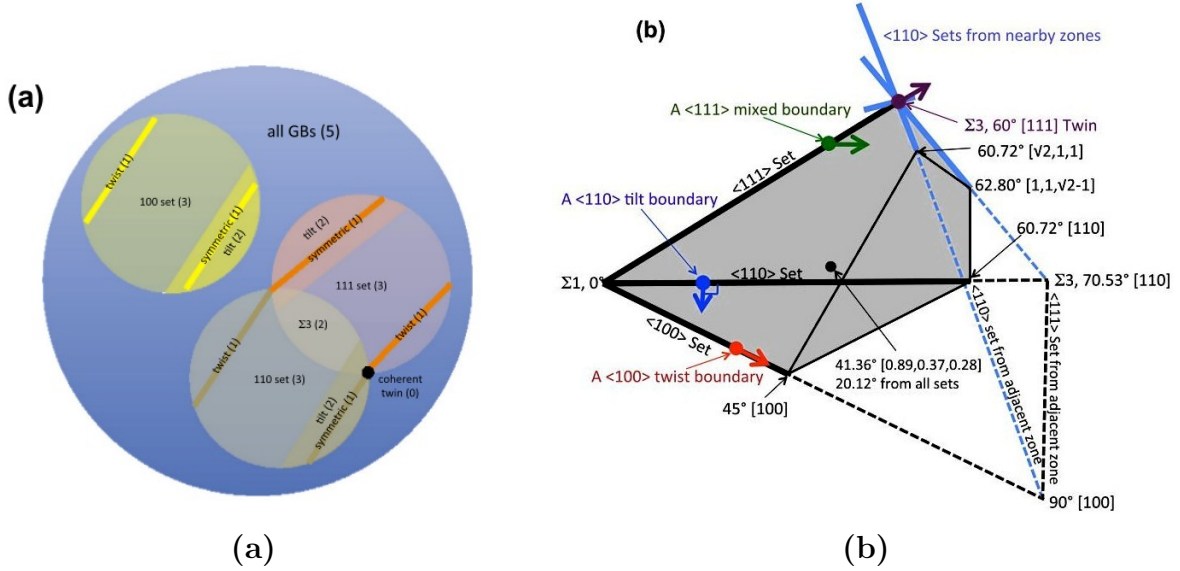 (a)
all GBs (5)
twist (1)
100 set (3)
symmetric (1)
tilt (2)
tilt (2)
symmetric (1)
111 set (3)
Σ3 (2)
twist (1)
twist (1)
110 set (3)
coherent
twin (0)
tilt (2)
symmetric (1)
(a)
(b)
<110> Sets from nearby zones
A <111> mixed boundary
Σ3, 60° [111] Twin
60.72° [√2,1,1]
<111> Set
62.80° [1,1,√2-1]
A <110> tilt boundary
60.72° [110]
Σ1, 0°
<110> Set
Σ3, 70.53° [110]
<100> Set
A <100> twist boundary
41.36° [0.89,0.37,0.28]
20.12° from all sets
45° [100]
<110> set from adjacent zone
<111> Set from adjacent zone
90° [100]
(b)